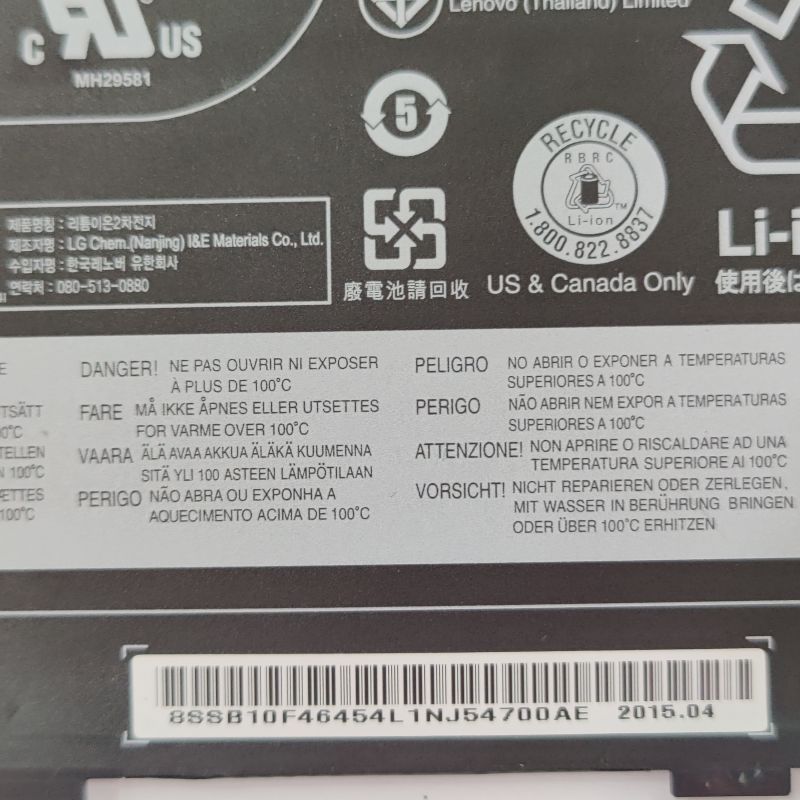 Lenovo (Thailand) Limited
C US
MH29581
5
RECYCLE
RBRC
Li-ion
TM
1.800.822.8837
제품명칭 : 리튬이온2차전지
제조자명 : LG Chem.(Nanjing) I&E Materials Co., Ltd.
수입자명 : 한국레노버 유한회사
연락처 : 080-513-0880
廢電池請回收
US & Canada Only
Li-i
使用後は
E
TSÄTT
0°C
TELLEN
N 100°C
ÆTTES
100°C
DANGER! NE PAS OUVRIR NI EXPOSER
À PLUS DE 100°C
FARE MÅ IKKE ÅPNES ELLER UTSETTES
FOR VARME OVER 100°C
VAARA ÄLÄ AVAA AKKUA ÄLÄKÄ KUUMENNA
SITÄ YLI 100 ASTEEN LÄMPÖTILAAN
PERIGO NÃO ABRA OU EXPONHA A
AQUECIMENTO ACIMA DE 100°C
PELIGRO NO ABRIR O EXPONER A TEMPERATURAS
SUPERIORES A 100°C
PERIGO NÃO ABRIR NEM EXPOR A TEMPERATURAS
SUPERIORES A 100°C
ATTENZIONE! NON APRIRE O RISCALDARE AD UNA
TEMPERATURA SUPERIORE AI 100°C
VORSICHT! NICHT REPARIEREN ODER ZERLEGEN,
MIT WASSER IN BERÜHRUNG BRINGEN
ODER ÜBER 100°C ERHITZEN
8SSB10F46454L1NJ54700AE 2015.04